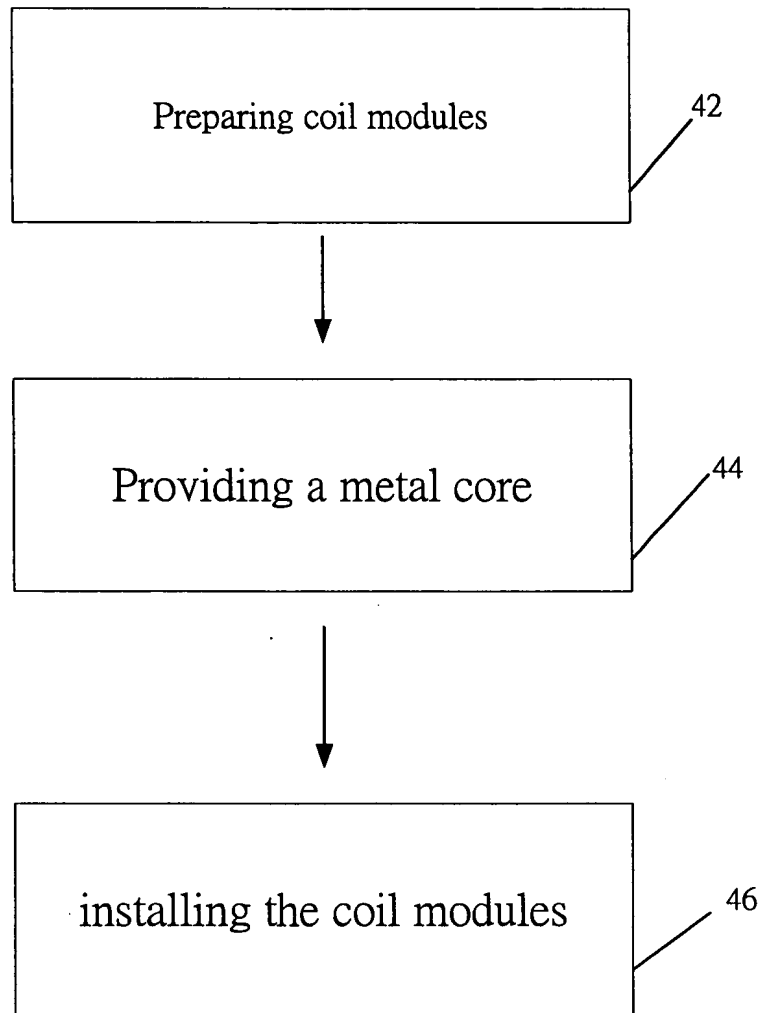 Preparing coil modules
42
Providing a metal core
44
installing the coil modules
46